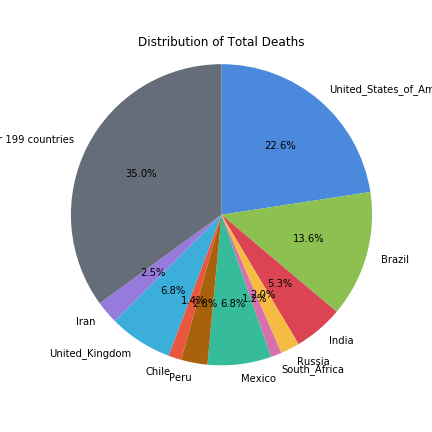 Distribution of Total Deaths
United_States_of_Am
22.6%
r 199 countries
35.0%
13.6%
Brazil
5.3%
India
2.0%
Russia
1.2%
South_Africa
6.8%
Mexico
2.8%
Peru
1.4%
Chile
6.8%
United_Kingdom
2.5%
Iran